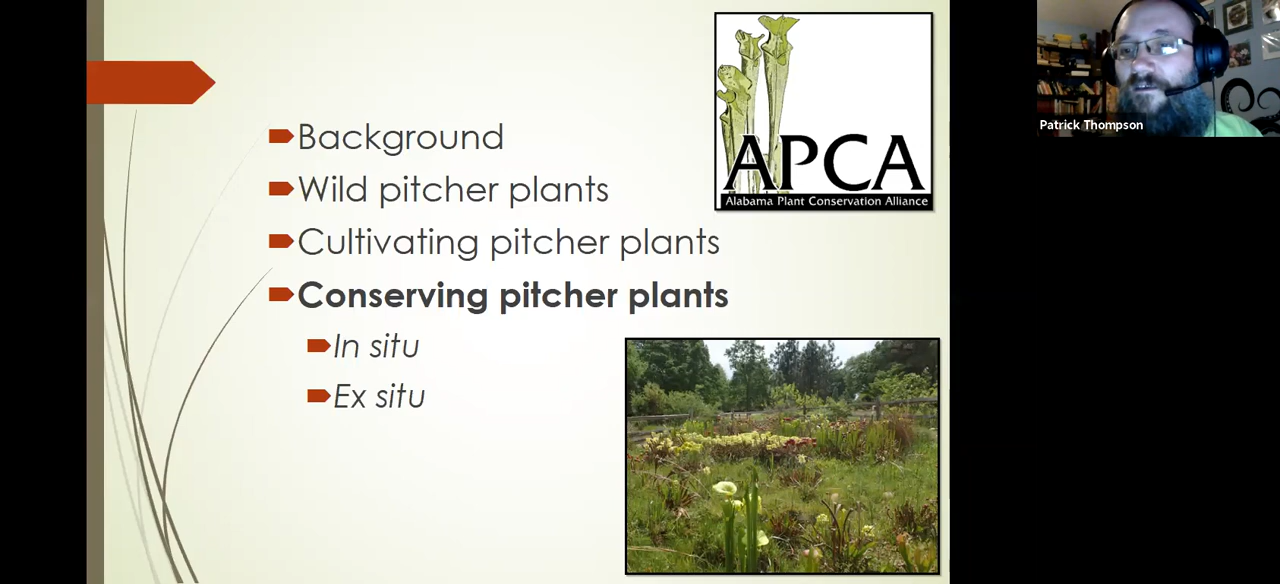 Background
Wild pitcher plants
Cultivating pitcher plants
Conserving pitcher plants
In situ
Ex situ
APCA
Alabama Plant Conservation Alliance
Patrick Thompson